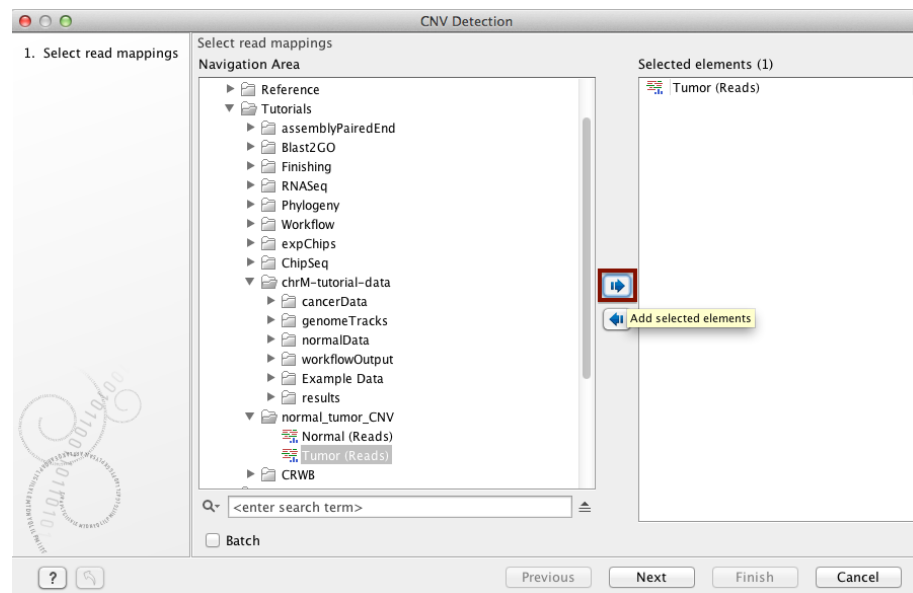 CNV Detection
1. Select read mappings
Select read mappings
Navigation Area
Reference
Tutorials
assemblyPairedEnd
Blast2GO
Finishing
RNASeq
Phylogeny
Workflow
expChips
ChipSeq
chrM-tutorial-data
cancerData
genomeTracks
normalData
workflowOutput
Example Data
results
normal_tumor_CNV
Normal (Reads)
Tumor (Reads)
CRWB
<enter search term>
Batch
Selected elements (1)
Tumor (Reads)
Add selected elements
?
Previous
Next
Finish
Cancel